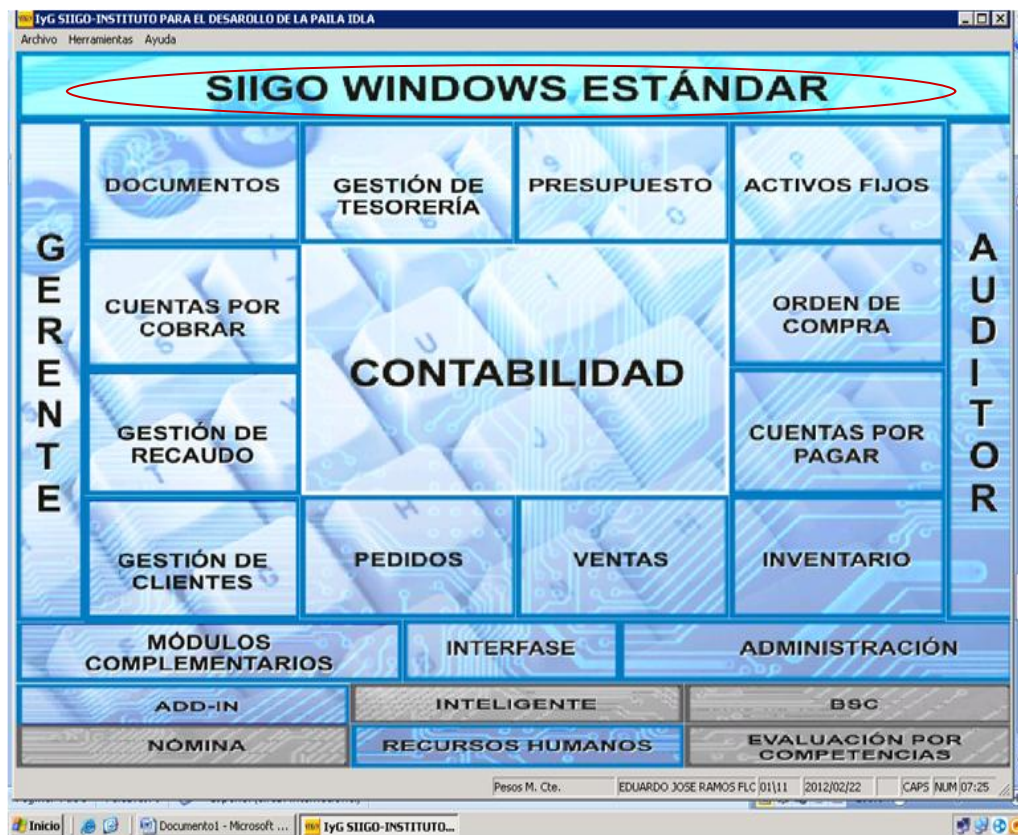 IyG SIIGO-INSTITUTO PARA EL DESAROLLO DE LA PAILA IDLA
Archivo Herramientas Ayuda
SIIGO WINDOWS ESTÁNDAR
DOCUMENTOS
GESTIÓN DE
TESORERÍA
PRESUPUESTO
ACTIVOS FIJOS
GERENTE
CUENTAS POR
COBRAR
CONTABILIDAD
ORDEN DE
COMPRA
AUDITOR
GESTIÓN DE
RECAUDO
CUENTAS POR
PAGAR
GESTIÓN DE
CLIENTES
PEDIDOS
VENTAS
INVENTARIO
MÓDULOS
COMPLEMENTARIOS
INTERFASE
ADMINISTRACIÓN
ADD-IN
INTELIGENTE
BSC
NÓMINA
RECURSOS HUMANOS
EVALUACIÓN POR
COMPETENCIAS
Pesos M. Cte. EDUARDO JOSE RAMOS FLC 01\11 2012/02/22 CAPS NUM 07:25
Inicio Documento1 - Microsoft ... IyG SIIGO-INSTITUTO...